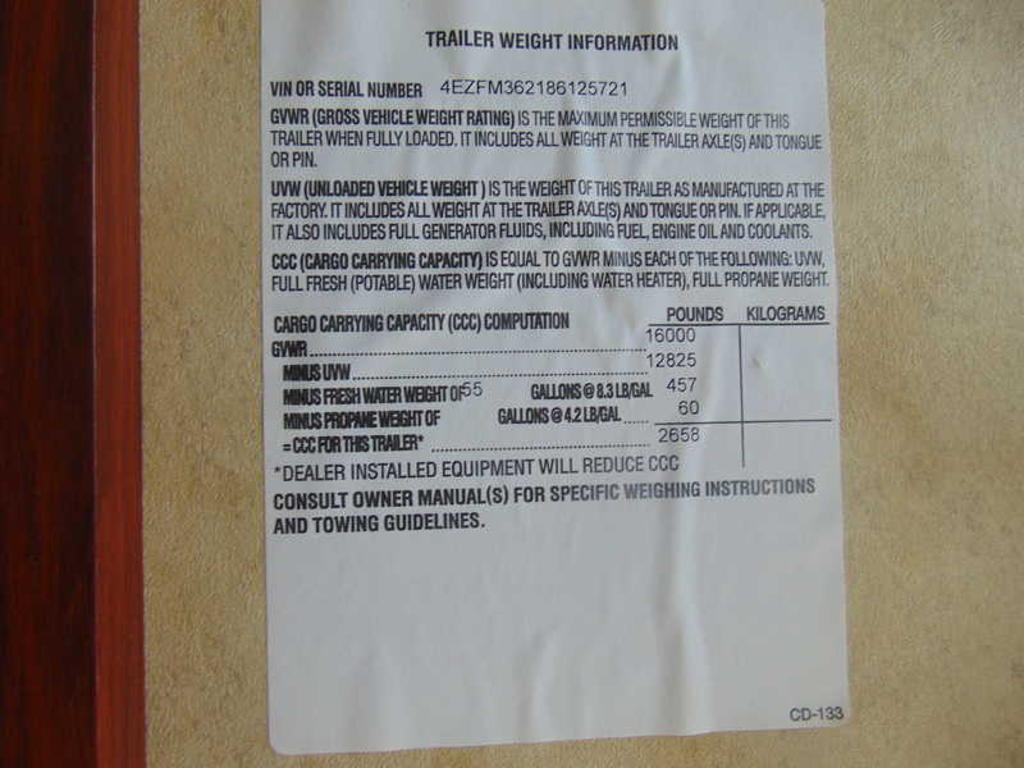 TRAILER WEIGHT INFORMATION
VIN OR SERIAL NUMBER 4EZFM362186125721
GVWR (GROSS VEHICLE WEIGHT RATING) IS THE MAXIMUM PERMISSIBLE WEIGHT OF THIS
TRAILER WHEN FULLY LOADED. IT INCLUDES ALL WEIGHT AT THE TRAILER AXLE(S) AND TONGUE
OR PIN.
UVW (UNLOADED VEHICLE WEIGHT ) IS THE WEIGHT OF THIS TRAILER AS MANUFACTURED AT THE
FACTORY. IT INCLUDES ALL WEIGHT AT THE TRAILER AXLE(S) AND TONGUE OR PIN. IF APPLICABLE,
IT ALSO INCLUDES FULL GENERATOR FLUIDS, INCLUDING FUEL, ENGINE OIL AND COOLANTS.
CCC (CARGO CARRYING CAPACITY) IS EQUAL TO GVWR MINUS EACH OF THE FOLLOWING: UVW,
FULL FRESH (POTABLE) WATER WEIGHT (INCLUDING WATER HEATER), FULL PROPANE WEIGHT.
CARGO CARRYING CAPACITY (CCC) COMPUTATION POUNDS KILOGRAMS
GVWR 16000
MINUS UVW 12825
MINUS FRESH WATER WEIGHT OF 55 GALLONS @ 8.3 LB/GAL 457
MINUS PROPANE WEIGHT OF GALLONS @ 4.2 LB/GAL 60
= CCC FOR THIS TRAILER* 2658
*DEALER INSTALLED EQUIPMENT WILL REDUCE CCC
CONSULT OWNER MANUAL(S) FOR SPECIFIC WEIGHING INSTRUCTIONS
AND TOWING GUIDELINES.
CD-133